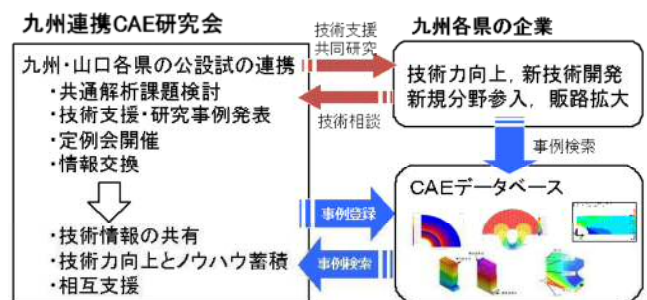 九州連携CAE研究会
九州・山口各県の公設試の連携
・共通解析課題検討
・技術支援・研究事例発表
・定例会開催
・情報交換
・技術情報の共有
・技術力向上とノウハウ蓄積
・相互支援
技術支援
共同研究
技術相談
九州各県の企業
技術力向上，新技術開発
新規分野参入，販路拡大
事例検索
CAEデータベース
事例登録
事例検索